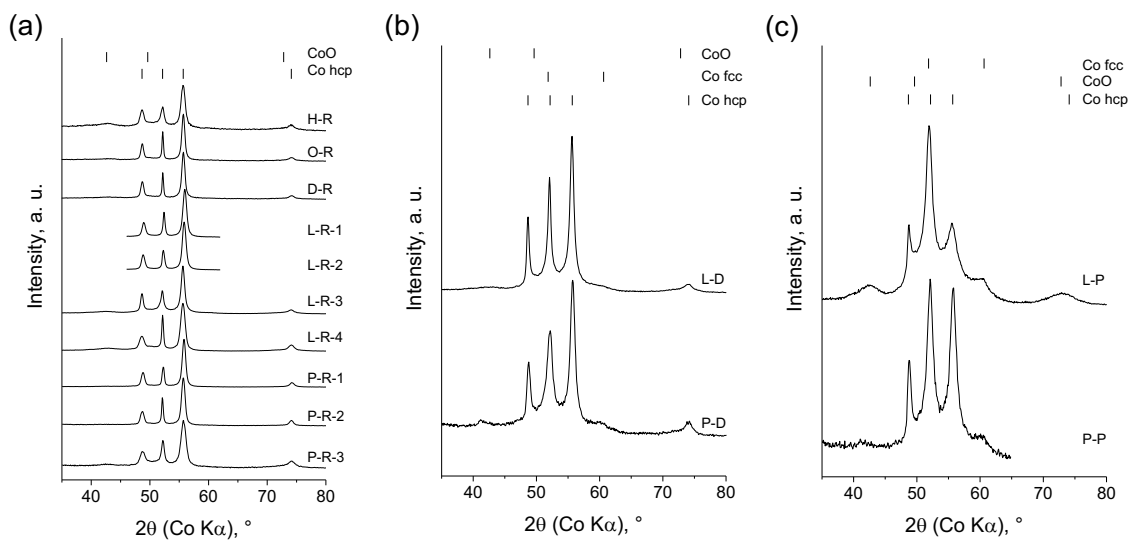 (a)
CoO
Co hcp
H-R
O-R
D-R
L-R-1
L-R-2
L-R-3
L-R-4
P-R-1
P-R-2
P-R-3
Intensity, a. u.
40 50 60 70 80
2θ (Co Kα), °
(b)
CoO
Co fcc
Co hcp
L-D
P-D
Intensity, a. u.
40 50 60 70 80
2θ (Co Kα), °
(c)
Co fcc
CoO
Co hcp
L-P
P-P
Intensity, a. u.
40 50 60 70 80
2θ (Co Kα), °